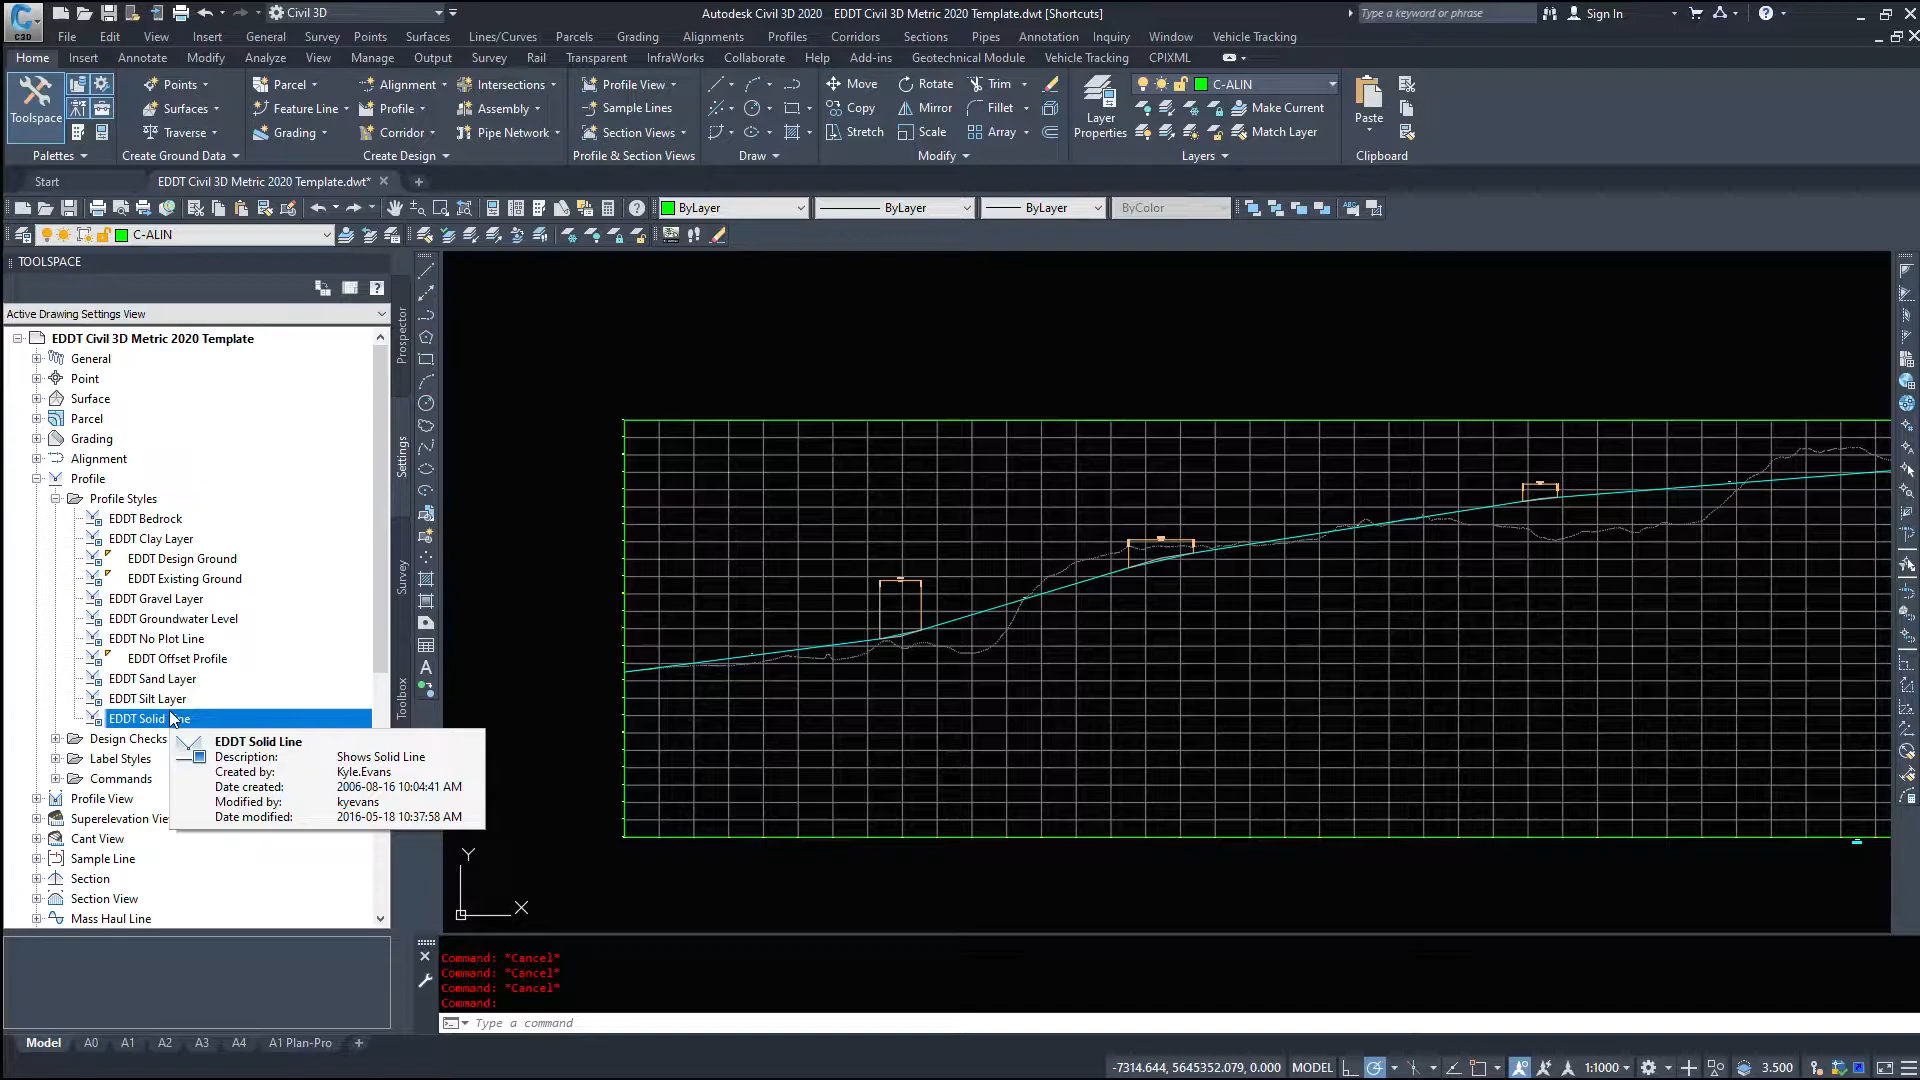 C3D
Civil 3D
Autodesk Civil 3D 2020 EDDT Civil 3D Metric 2020 Template.dwt [Shortcuts]
Type a keyword or phrase
Sign In
File Edit View Insert General Survey Points Surfaces Lines/Curves Parcels Grading Alignments Profiles Corridors Sections Pipes Annotation Inquiry Window Vehicle Tracking
Home Insert Annotate Modify Analyze View Manage Output Survey Rail Transparent InfraWorks Collaborate Help Add-ins Geotechnical Module Vehicle Tracking CPIXML
Points Parcel Alignment Intersections Profile View Move Rotate Trim C-ALIN
Surfaces Feature Line Profile Assembly Sample Lines Copy Mirror Fillet Make Current
Toolspace Layer Properties Paste
Traverse Grading Corridor Pipe Network Section Views Stretch Scale Array Match Layer
Palettes Create Ground Data Create Design Profile & Section Views Draw Modify Layers Clipboard
Start EDDT Civil 3D Metric 2020 Template.dwt*
ByLayer ByLayer ByLayer ByColor
C-ALIN
TOOLSPACE
Active Drawing Settings View
Prospector
Settings
Survey
Toolbox
EDDT Civil 3D Metric 2020 Template
General
Point
Surface
Parcel
Grading
Alignment
Profile
Profile Styles
EDDT Bedrock
EDDT Clay Layer
EDDT Design Ground
EDDT Existing Ground
EDDT Gravel Layer
EDDT Groundwater Level
EDDT No Plot Line
EDDT Offset Profile
EDDT Sand Layer
EDDT Silt Layer
EDDT Solid
Design Checks
Label Styles
Commands
Profile View
Superelevation Vie
Cant View
Sample Line
Section
Section View
Mass Haul Line
EDDT Solid Line
Description: Shows Solid Line
Created by: Kyle.Evans
Date created: 2006-08-16 10:04:41 AM
Modified by: kyevans
Date modified: 2016-05-18 10:37:58 AM
Y
X
Command: *Cancel*
Command: *Cancel*
Command: *Cancel*
Command:
Type a command
Model A0 A1 A2 A3 A4 A1 Plan-Pro
-7314.644, 5645352.079, 0.000 MODEL 1:1000 3.500